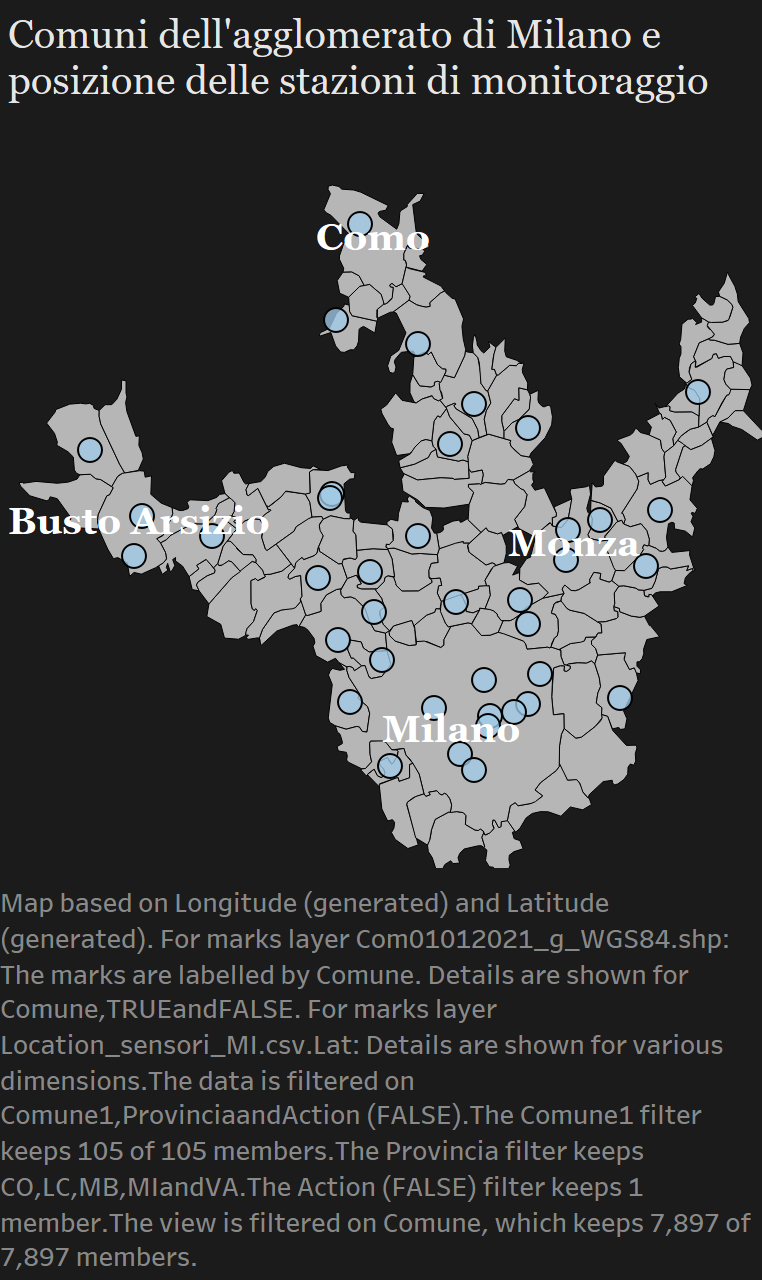 Comuni dell'agglomerato di Milano e
posizione delle stazioni di monitoraggio
Como
Busto Arsizio
Monza
Milano
Map based on Longitude (generated) and Latitude
(generated). For marks layer Com01012021_g_WGS84.shp:
The marks are labelled by Comune. Details are shown for
Comune,TRUEandFALSE. For marks layer
Location_sensori_MI.csv.Lat: Details are shown for various
dimensions.The data is filtered on
Comune1,ProvinciaandAction (FALSE).The Comune1 filter
keeps 105 of 105 members.The Provincia filter keeps
CO,LC,MB,MIandVA.The Action (FALSE) filter keeps 1
member.The view is filtered on Comune, which keeps 7,897 of
7,897 members.